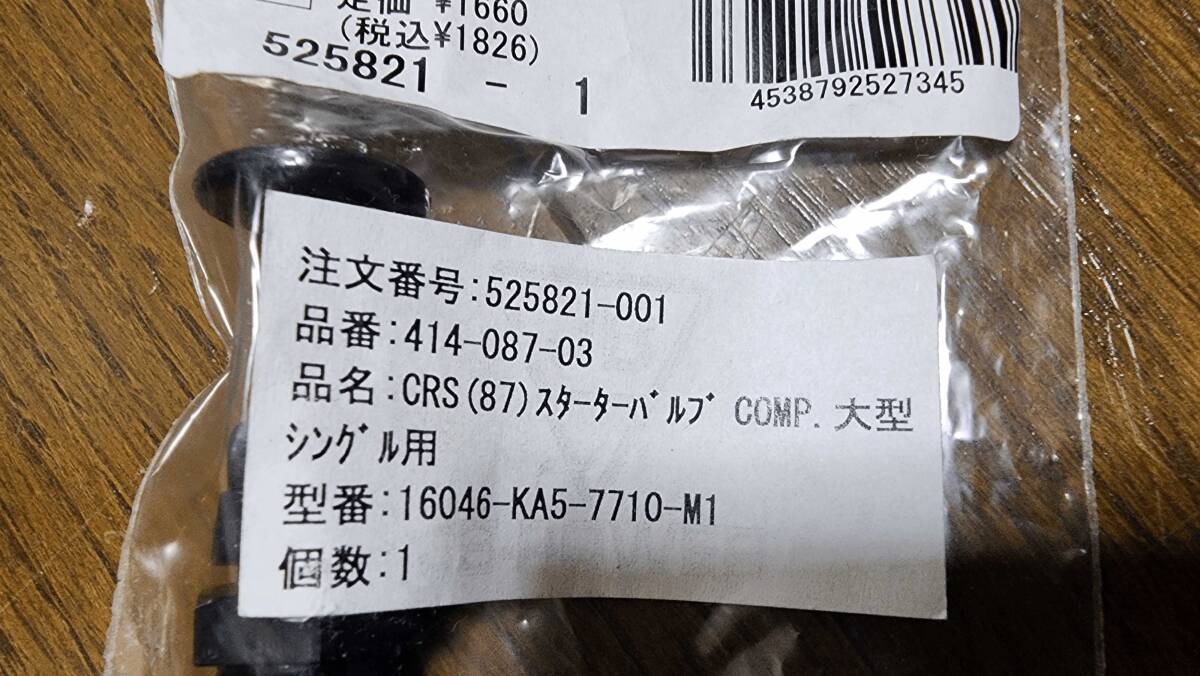 定価 ¥1660
(税込¥1826)
525821 - 1
4538792527345
注文番号:525821-001
品番:414-087-03
品名:CRS(87)ｽﾀｰﾀｰﾊﾞﾙﾌﾞ COMP. 大型
ｼﾝｸﾞﾙ用
型番:16046-KA5-7710-M1
個数:1